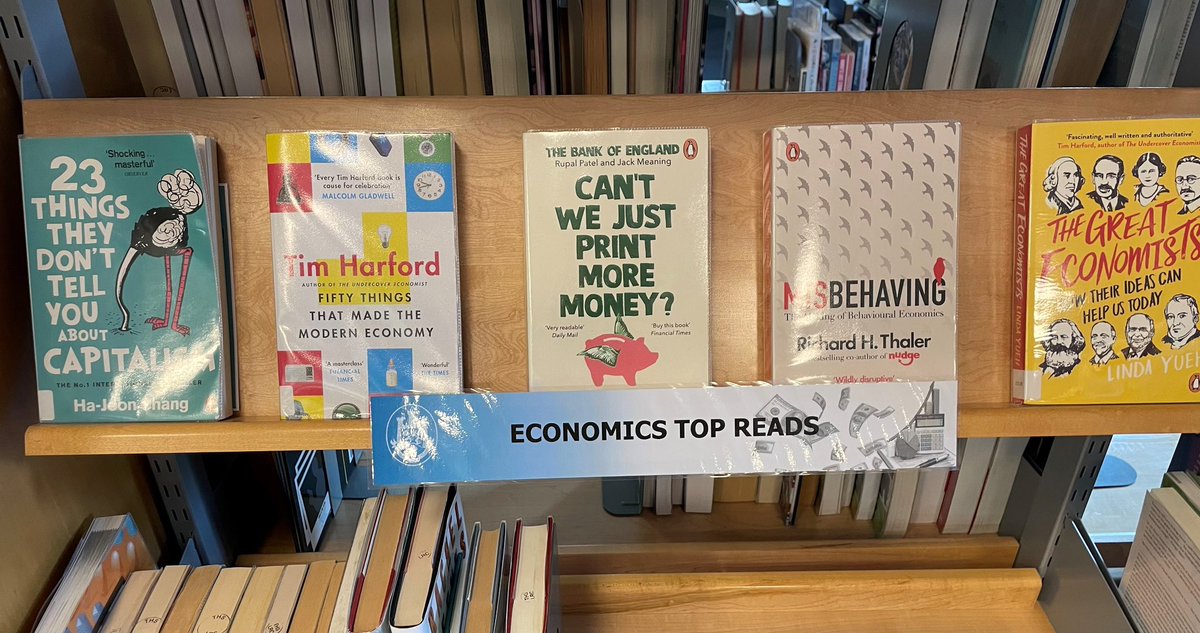 'Shocking...
masterful'
OBSERVER
23
THINGS
THEY
DON'T
TELL
YOU
ABOUT
CAPITALISM
Ha-Joon Chang
'Every Tim Harford Book is
cause for celebration'
MALCOLM GLADWELL
Tim Harford
AUTHOR OF THE UNDERCOVER ECONOMIST
FIFTY THINGS
THAT MADE THE
MODERN ECONOMY
'A masterclass'
FINANCIAL
TIMES
'Wonderful'
THE TIMES
THE BANK OF ENGLAND
Rupal Patel and Jack Meaning
CAN'T
WE JUST
PRINT
MORE
MONEY?
'Very readable'
Daily Mail
'Buy this book'
Financial Times
MISBEHAVING
The Making of Behavioural Economics
Richard H. Thaler
Bestselling co-author of nudge
'Wildly disruptive'
THE GREAT ECONOMISTS LINDA YUEH
'Fascinating, well written and authoritative'
Tim Harford, author of The Undercover Economist
THE GREAT
ECONOMISTS
HOW THEIR IDEAS CAN
HELP US TODAY
LINDA YUEH
ECONOMICS TOP READS